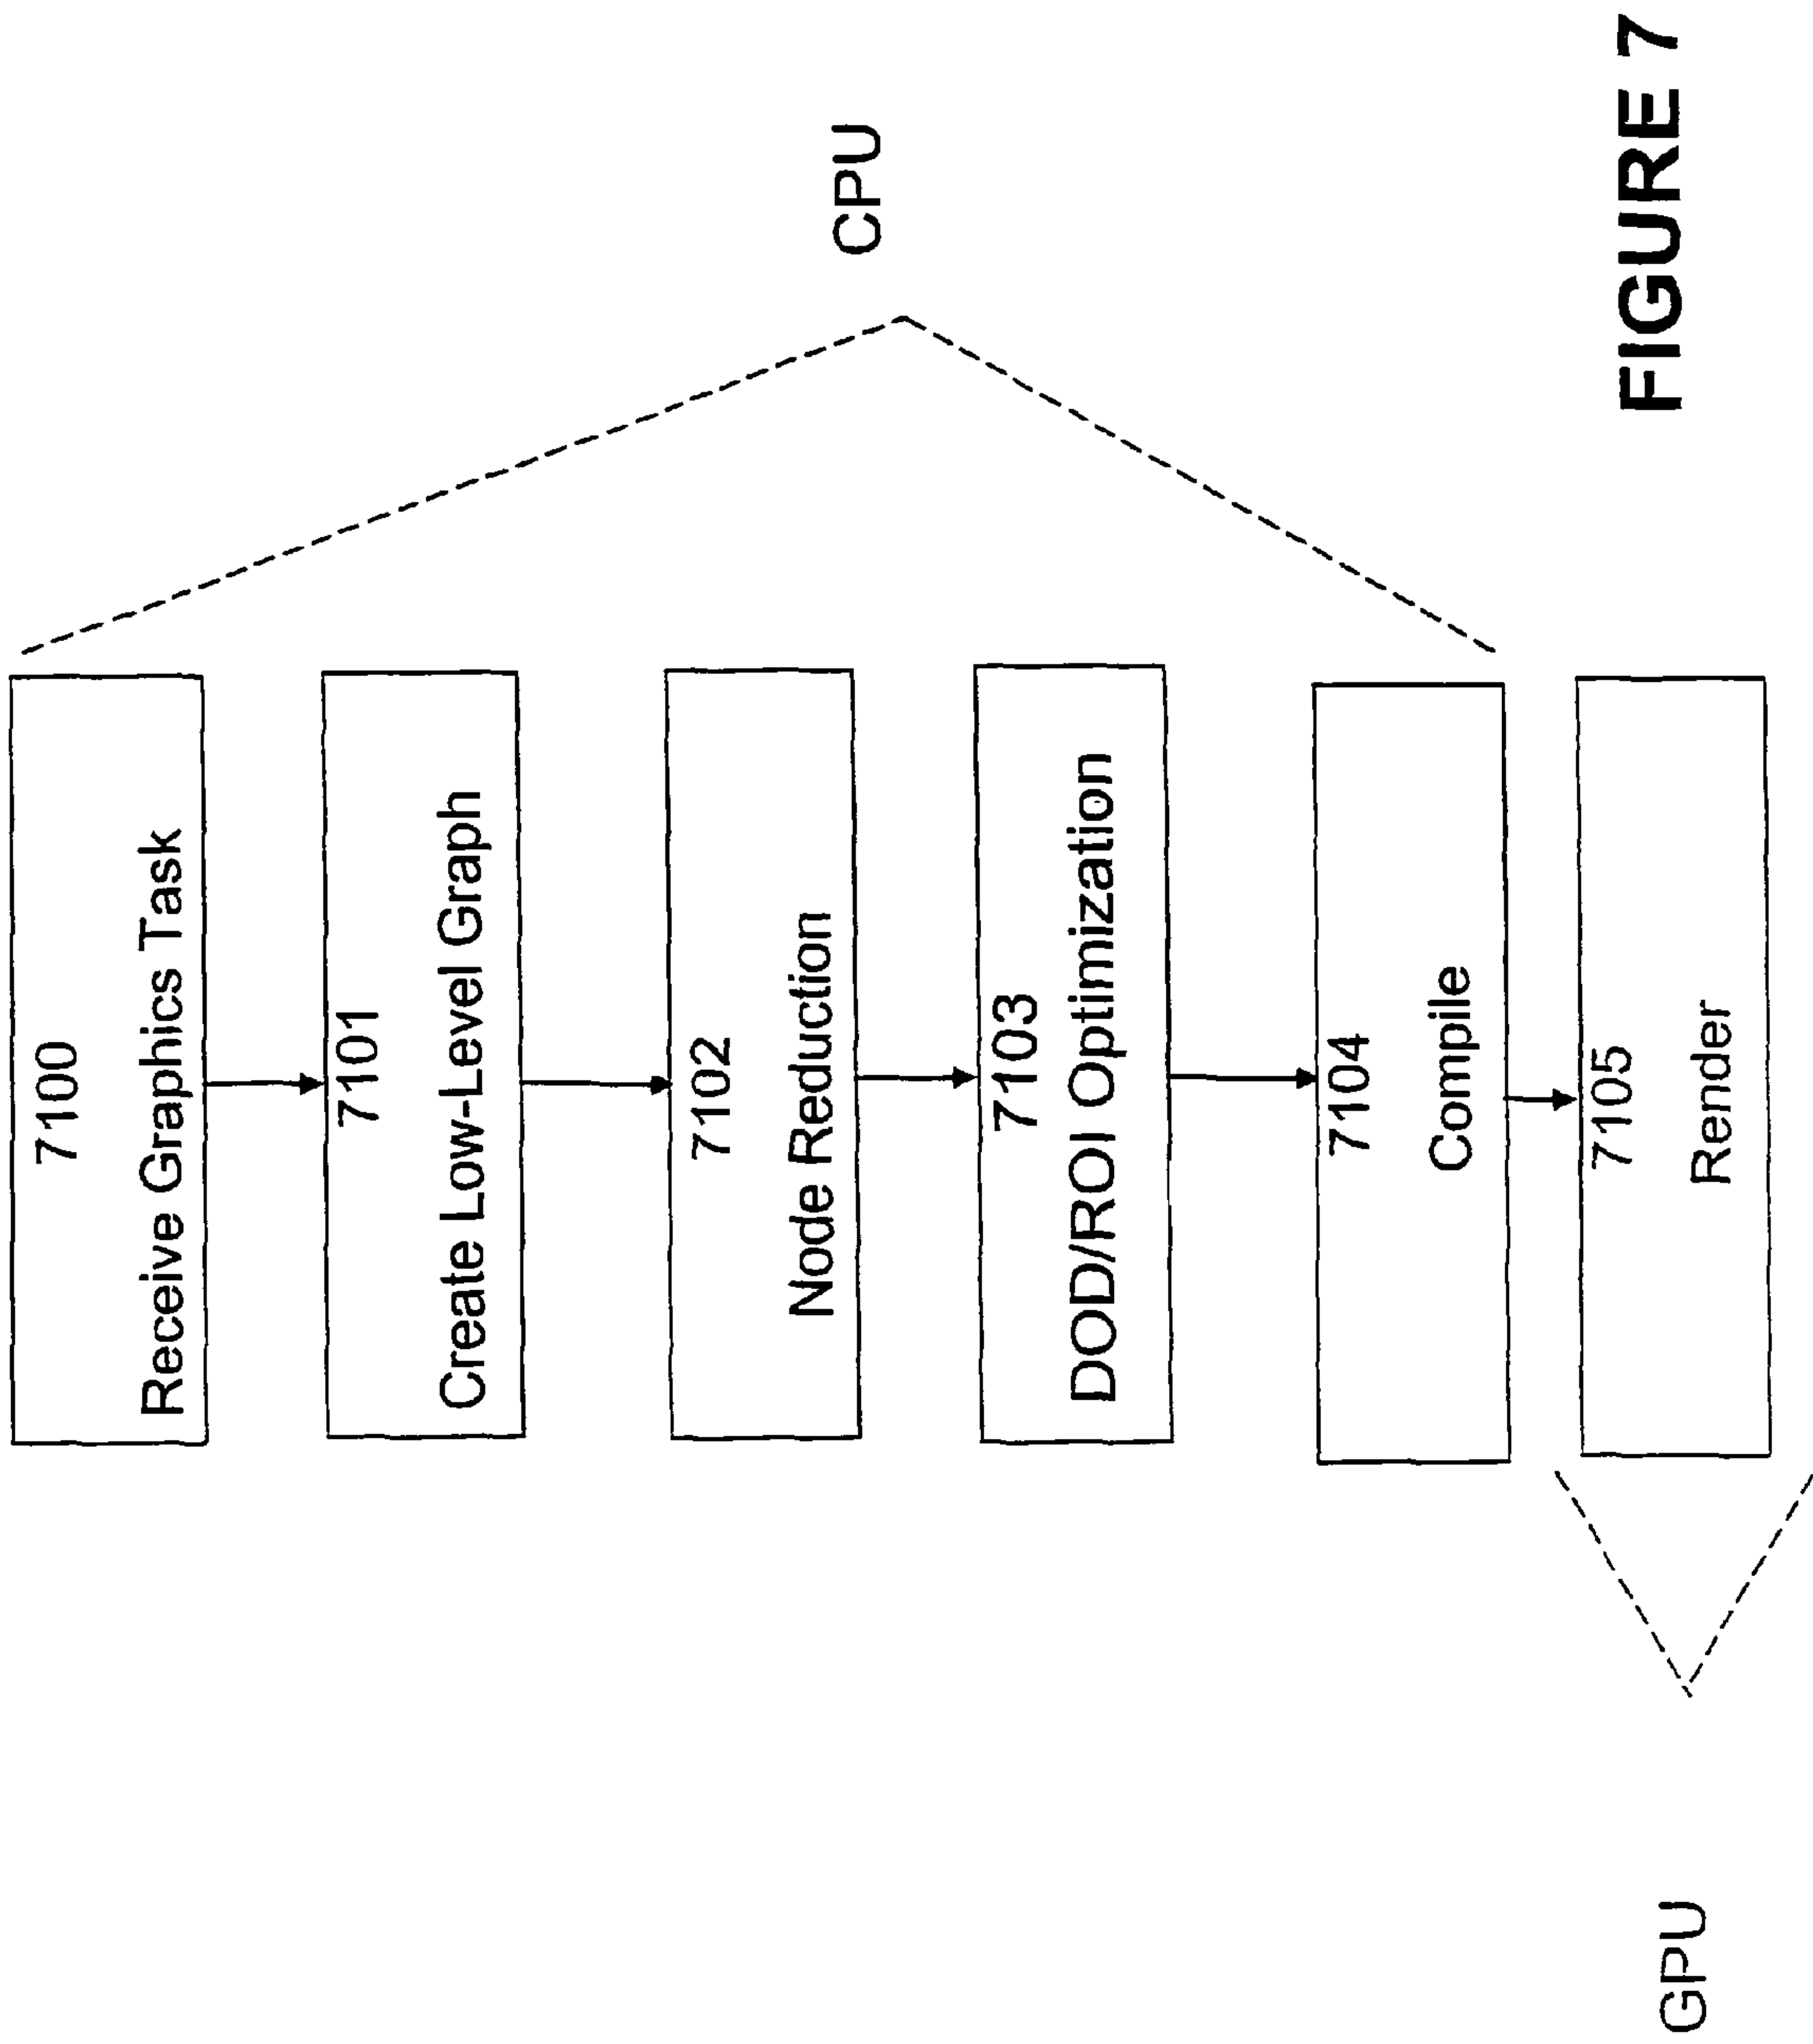 7100
Receive Graphics Task
7101
Create Low-Level Graph
7102
Node Reduction
7103
DOD/ROI Optimization
7104
Compile
7105
Render
CPU
GPU
FIGURE 7